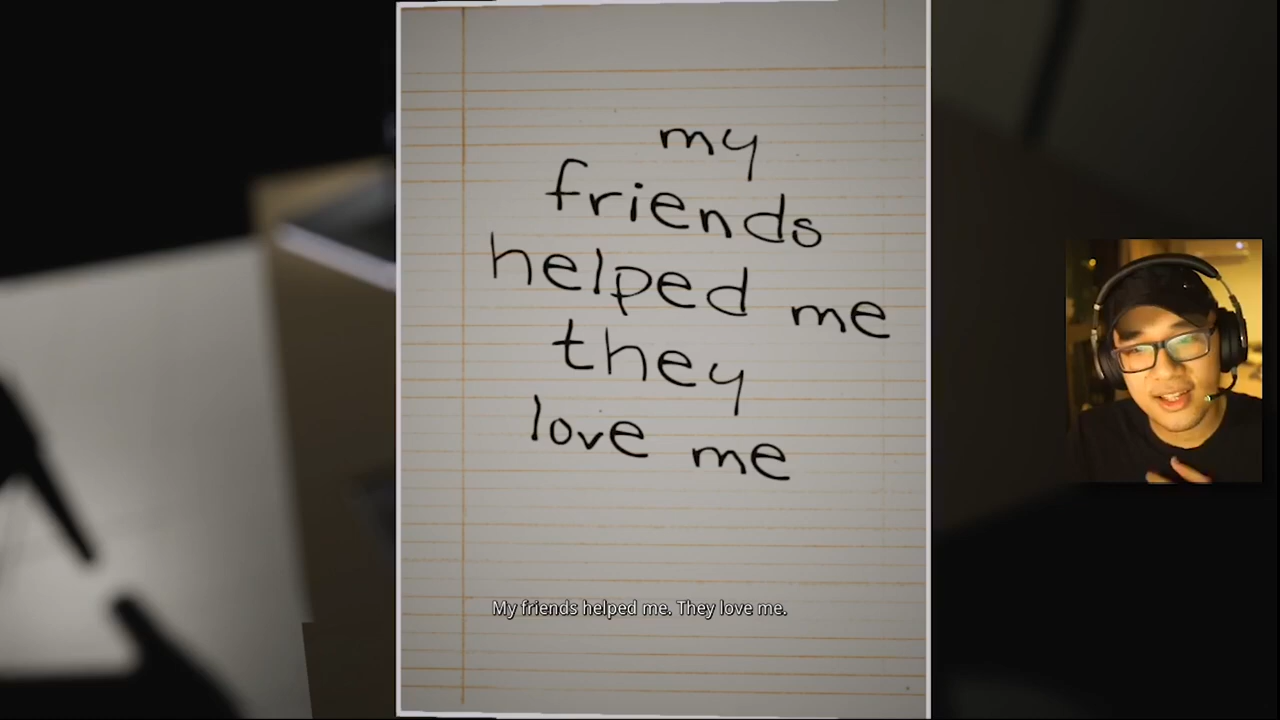 my
friends
helped me
they
love me
My friends helped me. They love me.